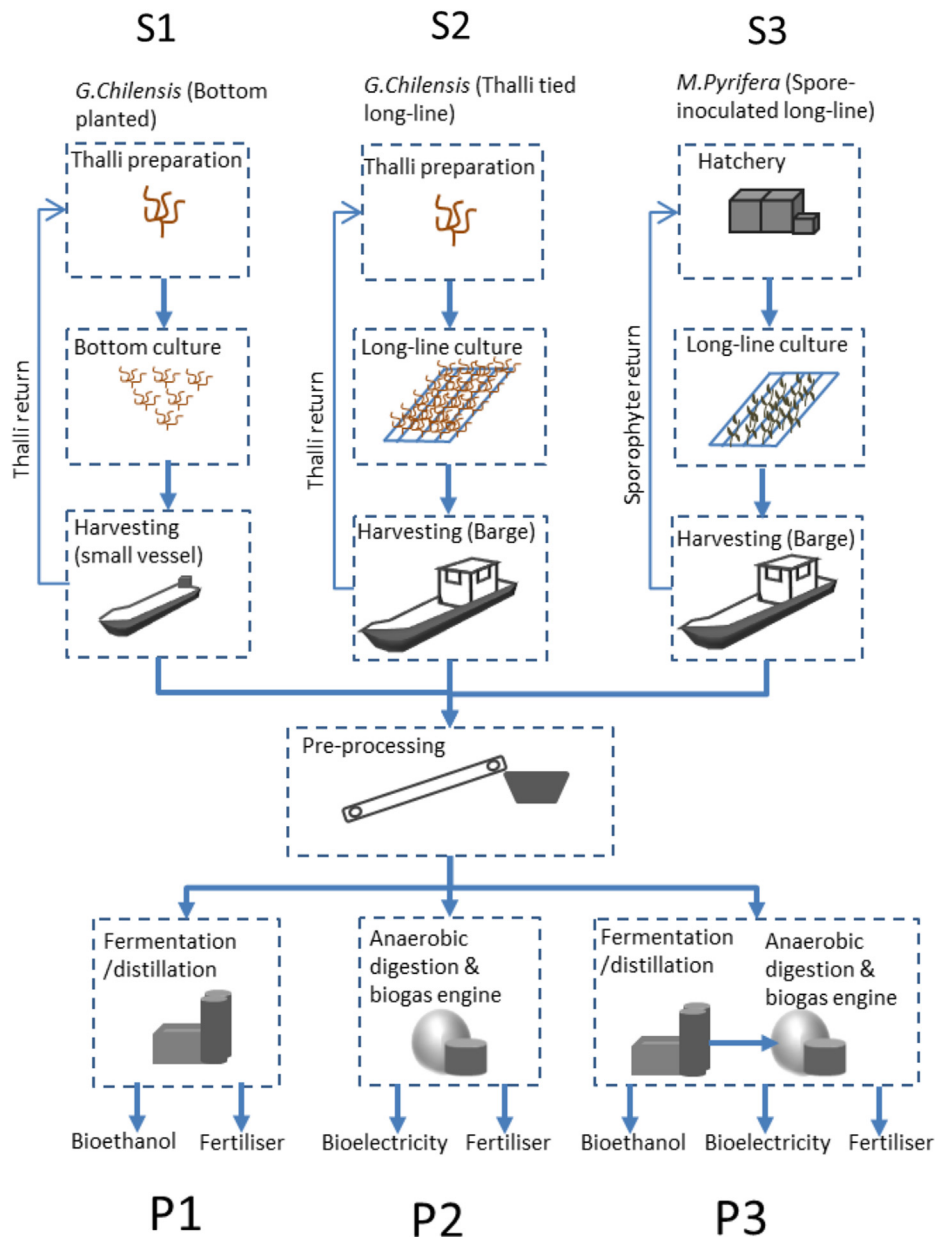 S1
S2
S3
G.Chilensis (Bottom
planted)
G.Chilensis (Thalli tied
long-line)
M.Pyrifera (Spore-
inoculated long-line)
Thalli preparation
Thalli preparation
Hatchery
Thalli return
Bottom culture
Thalli return
Long-line culture
Sporophyte return
Long-line culture
Harvesting
(small vessel)
Harvesting (Barge)
Harvesting (Barge)
Pre-processing
Fermentation
/distillation
Anaerobic
digestion &
biogas engine
Fermentation
/distillation
Anaerobic
digestion &
biogas engine
Bioethanol
Fertiliser
Bioelectricity
Fertiliser
Bioethanol
Bioelectricity
Fertiliser
P1
P2
P3